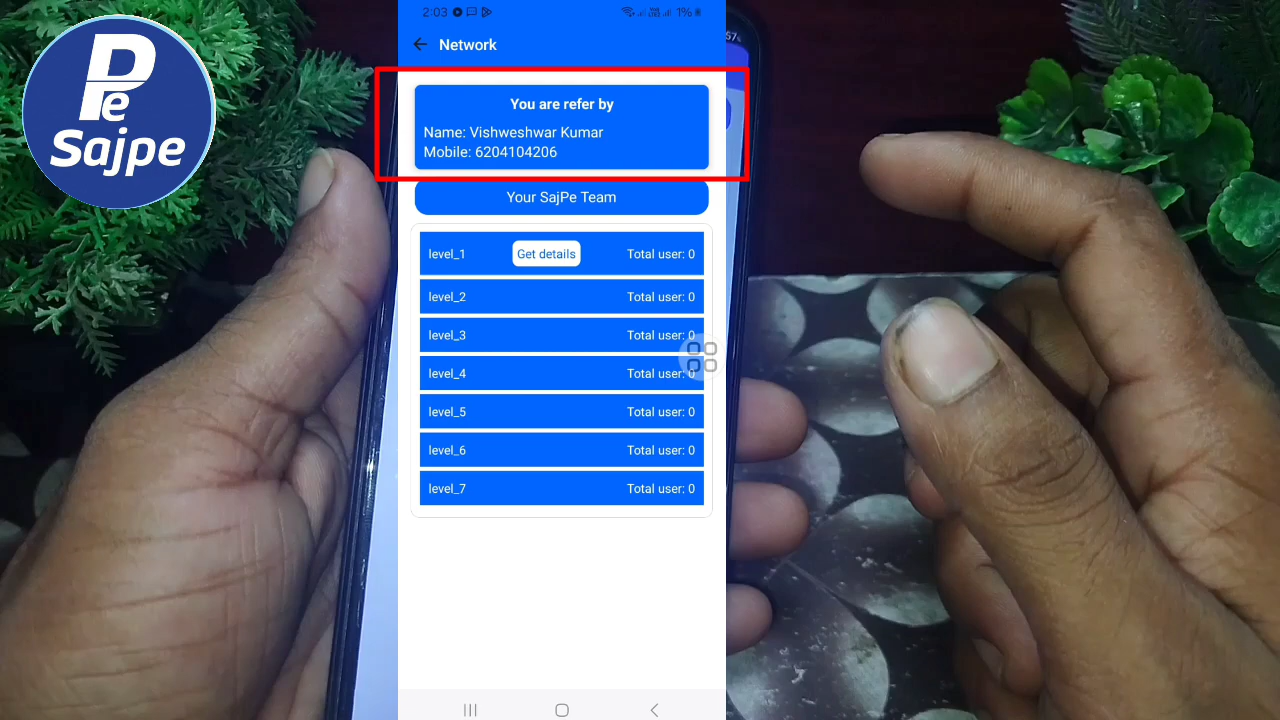 Pe
Sajpe
2:03
1%
57%
Network
You are refer by
Name: Vishweshwar Kumar
Mobile: 6204104206
Your SajPe Team
level_1 Get details Total user: 0
level_2 Total user: 0
level_3 Total user: 0
level_4 Total user: 0
level_5 Total user: 0
level_6 Total user: 0
level_7 Total user: 0